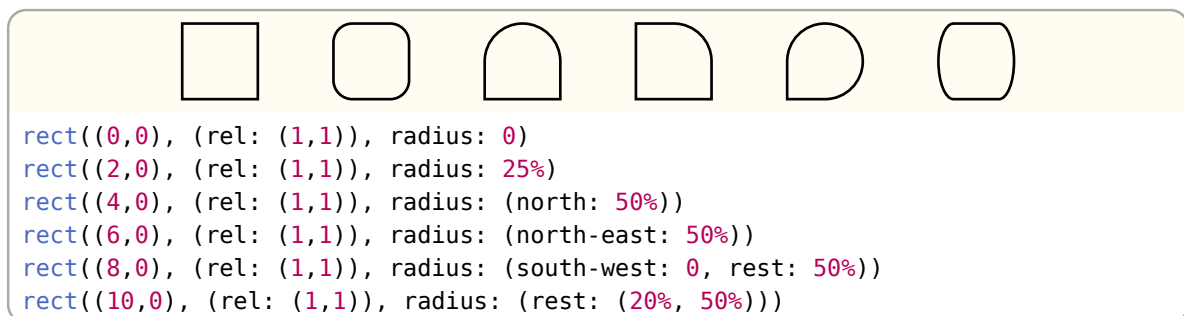 rect((0,0), (rel: (1,1)), radius: 0)
rect((2,0), (rel: (1,1)), radius: 25%)
rect((4,0), (rel: (1,1)), radius: (north: 50%))
rect((6,0), (rel: (1,1)), radius: (north-east: 50%))
rect((8,0), (rel: (1,1)), radius: (south-west: 0, rest: 50%))
rect((10,0), (rel: (1,1)), radius: (rest: (20%, 50%)))